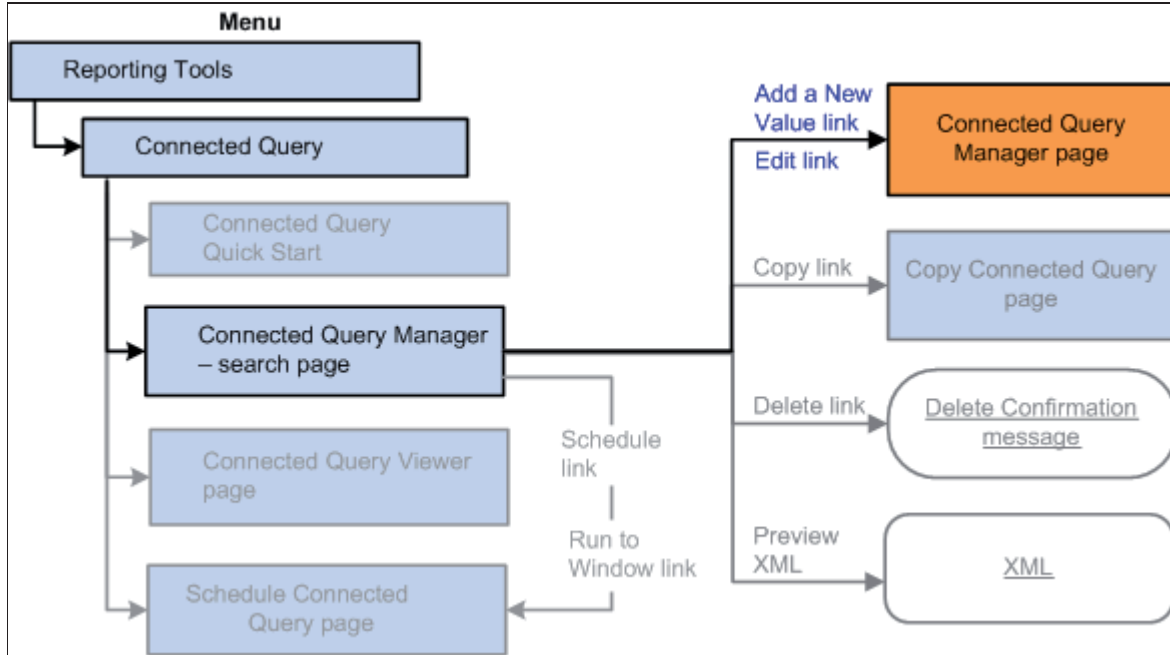 Menu
Reporting Tools
Connected Query
Connected Query
Quick Start
Connected Query Manager
– search page
Connected Query Viewer
page
Schedule Connected
Query page
Schedule
link
Run to
Window link
Add a New
Value link
Edit link
Connected Query
Manager page
Copy link
Copy Connected Query
page
Delete link
Delete Confirmation
message
Preview
XML
XML